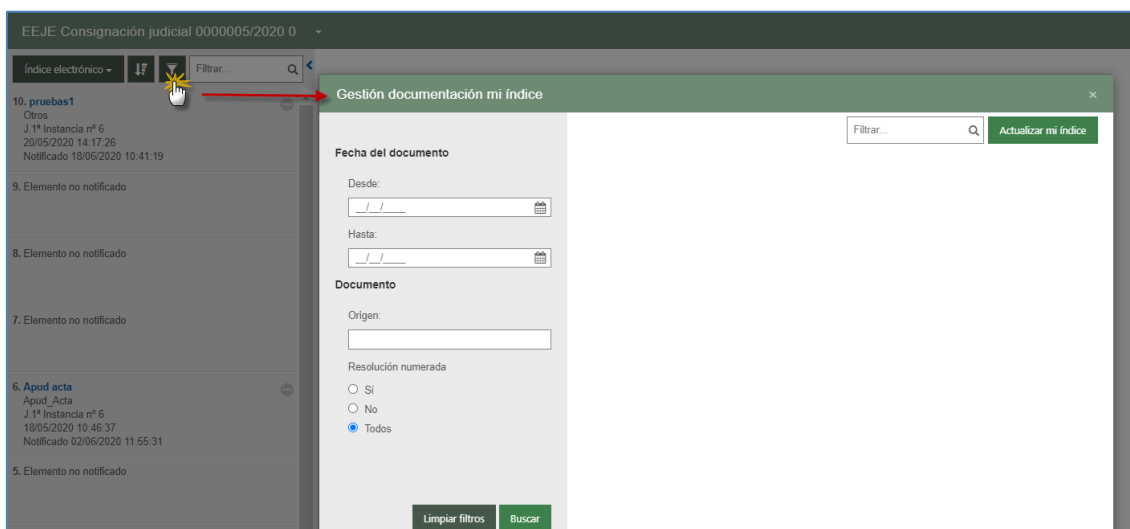 EEJE Consignación judicial 0000005/2020 0
Índice electrónico
Filtrar...
10. pruebas1
Otros
J.1ª Instancia nº 6
20/05/2020 14:17:26
Notificado 18/06/2020 10:41:19
9. Elemento no notificado
8. Elemento no notificado
7. Elemento no notificado
6. Apud acta
Apud_Acta
J.1ª Instancia nº 6
18/05/2020 10:46:37
Notificado 02/06/2020 11:55:31
5. Elemento no notificado
Gestión documentación mi índice
×
Filtrar...
Actualizar mi índice
Fecha del documento
Desde:
__/__/____
Hasta:
__/__/____
Documento
Origen:
Resolución numerada
Sí
No
Todos
Limpiar filtros
Buscar